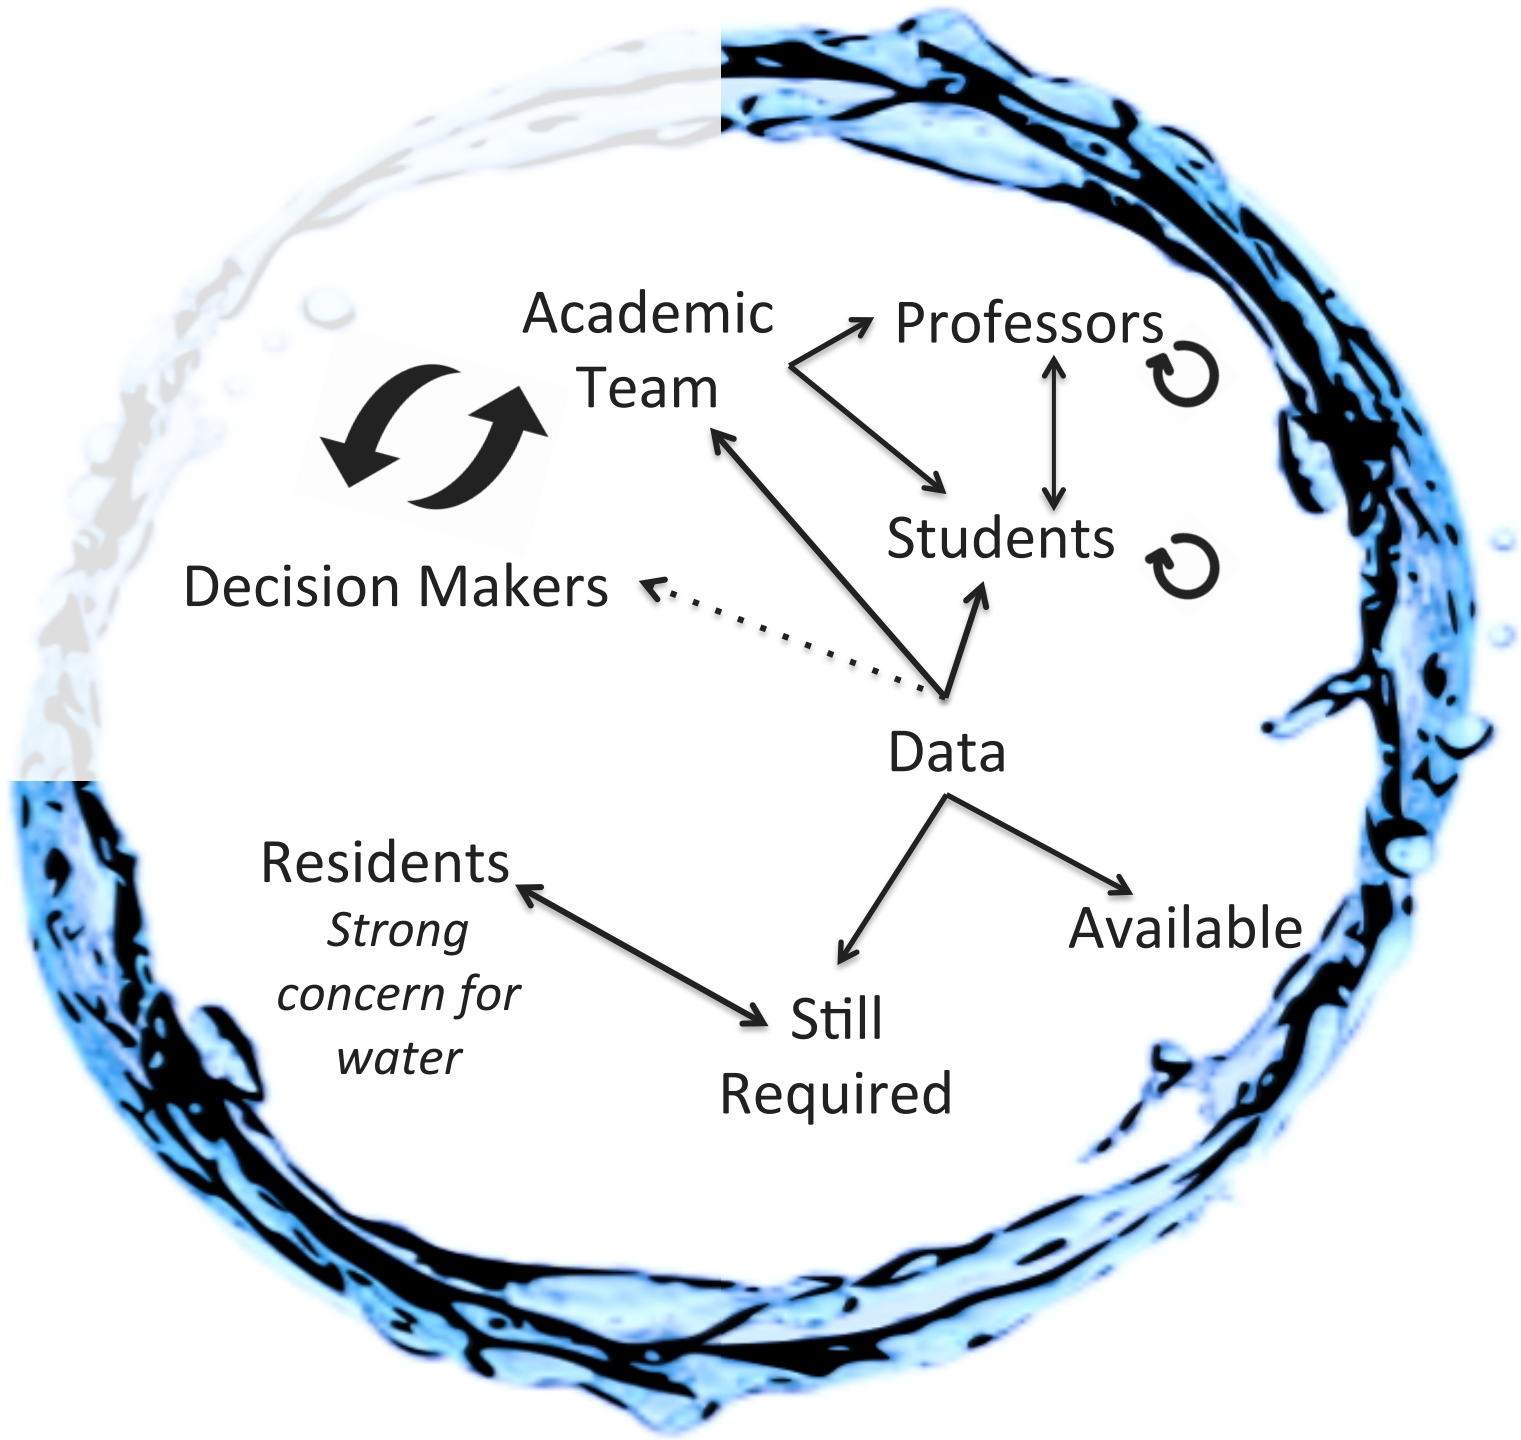 Academic
Team
Professors
Students
Decision Makers
Data
Residents
Strong
concern for
water
Available
Still
Required